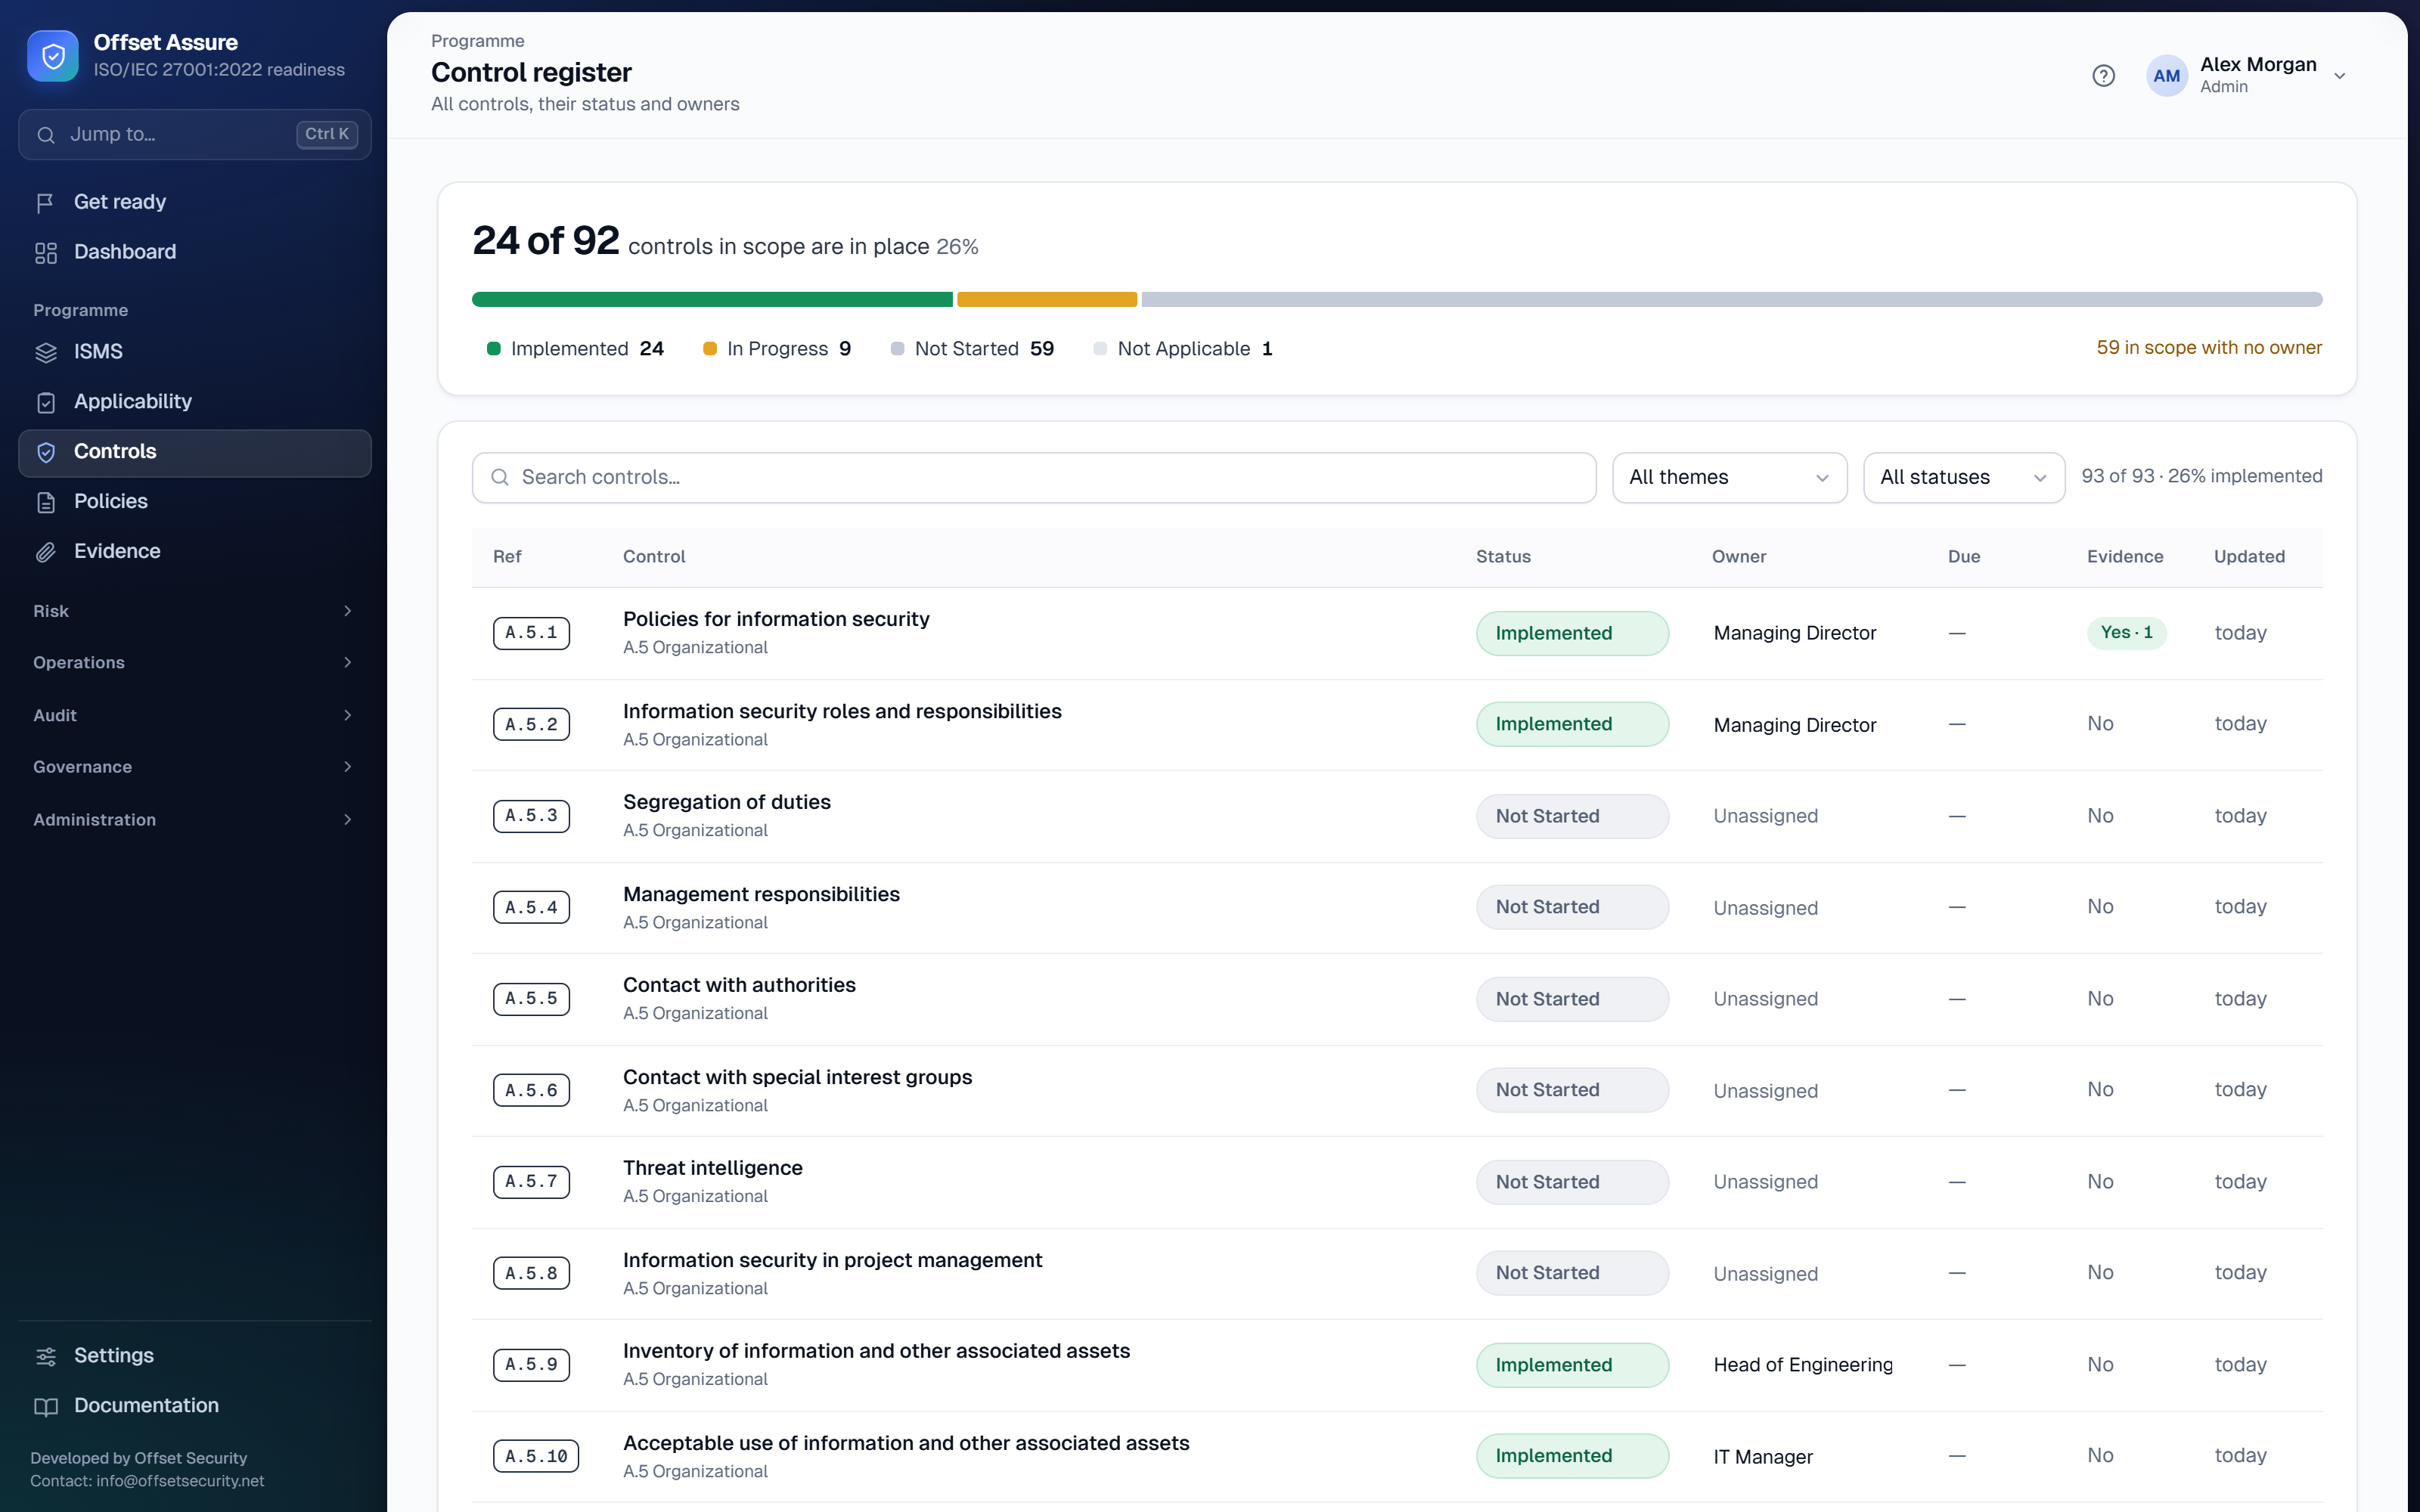 Offset Assure
ISO/IEC 27001:2022 readiness
Jump to...
Ctrl K
Get ready
Dashboard
Programme
ISMS
Applicability
Controls
Policies
Evidence
Risk
Operations
Audit
Governance
Administration
Settings
Documentation
Developed by Offset Security
Contact: info@offsetsecurity.net
Programme
Control register
All controls, their status and owners
AM
Alex Morgan
Admin
24 of 92 controls in scope are in place 26%
Implemented 24 In Progress 9 Not Started 59 Not Applicable 1
59 in scope with no owner
Search controls...
All themes
All statuses
93 of 93 · 26% implemented
Ref Control Status Owner Due Evidence Updated
A.5.1 Policies for information security Implemented Managing Director — Yes · 1 today
A.5 Organizational
A.5.2 Information security roles and responsibilities Implemented Managing Director — No today
A.5 Organizational
A.5.3 Segregation of duties Not Started Unassigned — No today
A.5 Organizational
A.5.4 Management responsibilities Not Started Unassigned — No today
A.5 Organizational
A.5.5 Contact with authorities Not Started Unassigned — No today
A.5 Organizational
A.5.6 Contact with special interest groups Not Started Unassigned — No today
A.5 Organizational
A.5.7 Threat intelligence Not Started Unassigned — No today
A.5 Organizational
A.5.8 Information security in project management Not Started Unassigned — No today
A.5 Organizational
A.5.9 Inventory of information and other associated assets Implemented Head of Engineering — No today
A.5 Organizational
A.5.10 Acceptable use of information and other associated assets Implemented IT Manager — No today
A.5 Organizational